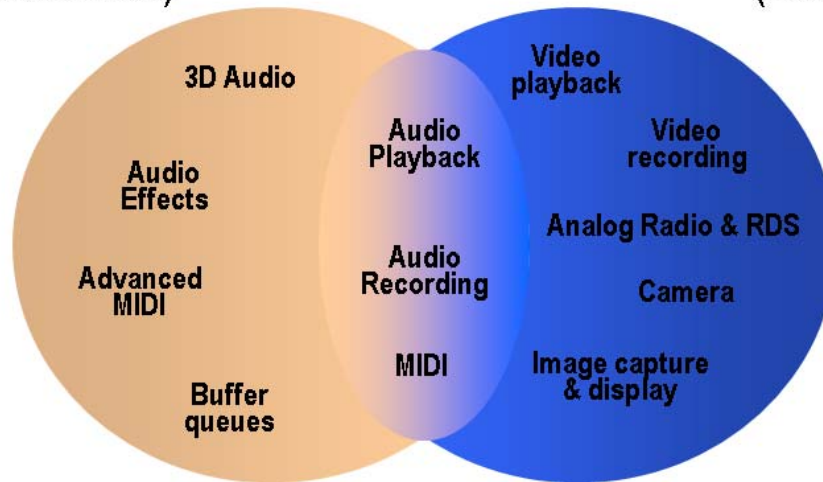 3D Audio
Audio
Effects
Advanced
MIDI
Buffer
queues
Audio
Playback
Audio
Recording
MIDI
Video
playback
Video
recording
Analog Radio & RDS
Camera
Image capture
& display